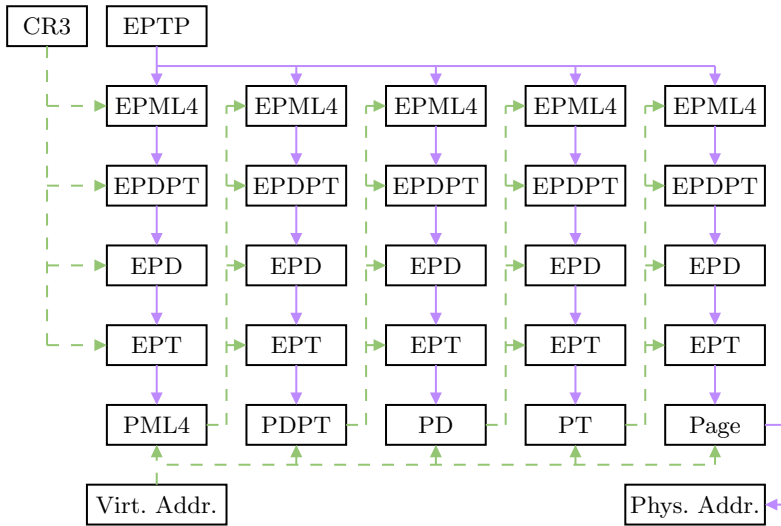 CR3 EPTP
EPML4 EPML4 EPML4 EPML4 EPML4
EPDPT EPDPT EPDPT EPDPT EPDPT
EPD EPD EPD EPD EPD
EPT EPT EPT EPT EPT
PML4 PDPT PD PT Page
Virt. Addr. Phys. Addr.